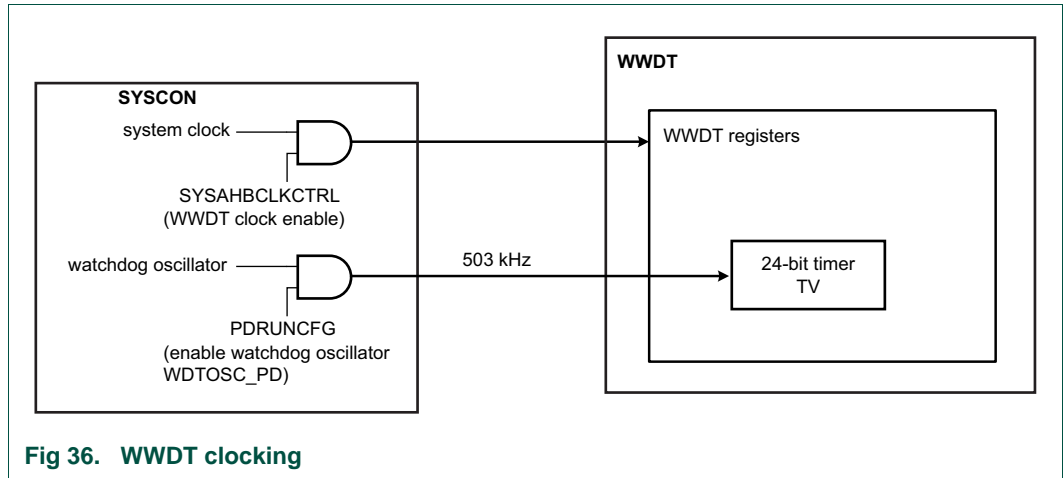 SYSCON
system clock
SYSAHBCLKCTRL
(WWDT clock enable)
watchdog oscillator
PDRUNCFG
(enable watchdog oscillator
WDTOSC_PD)
503 kHz
WWDT
WWDT registers
24-bit timer
TV
Fig 36. WWDT clocking